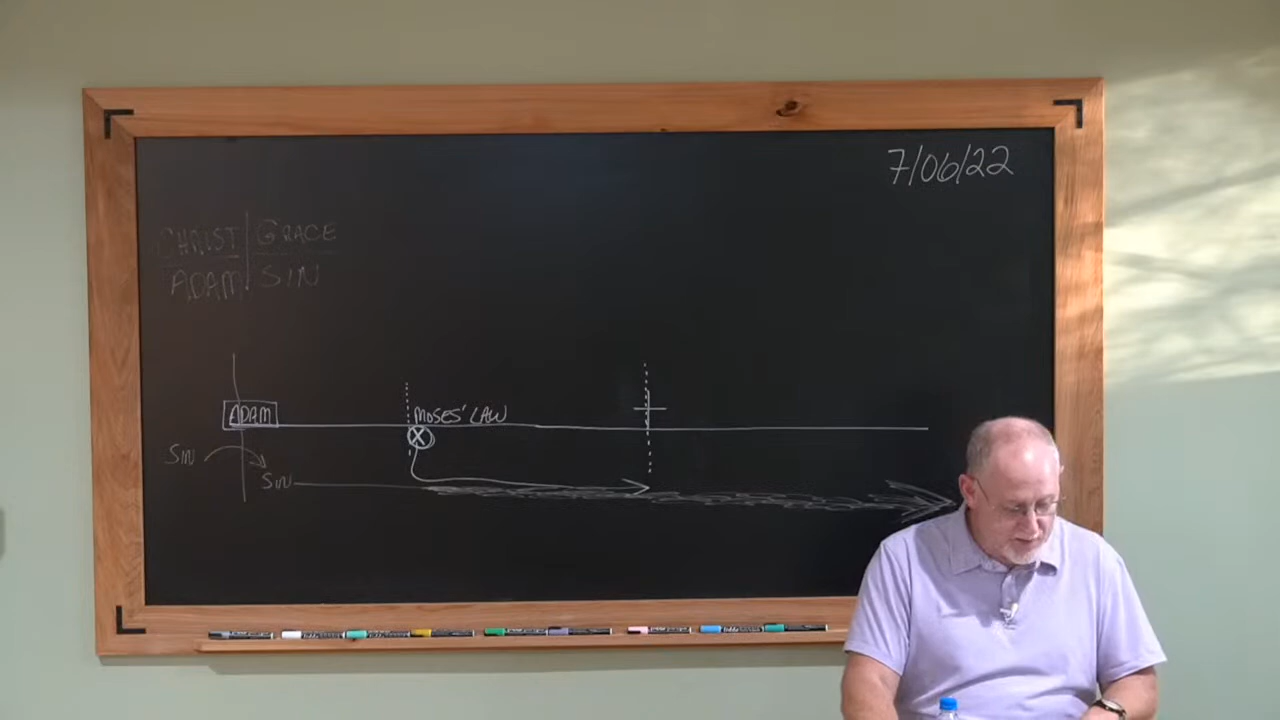 7/06/22
CHRIST GRACE
ADAM SIN
ADAM
MOSES' LAW
SIN
SIN